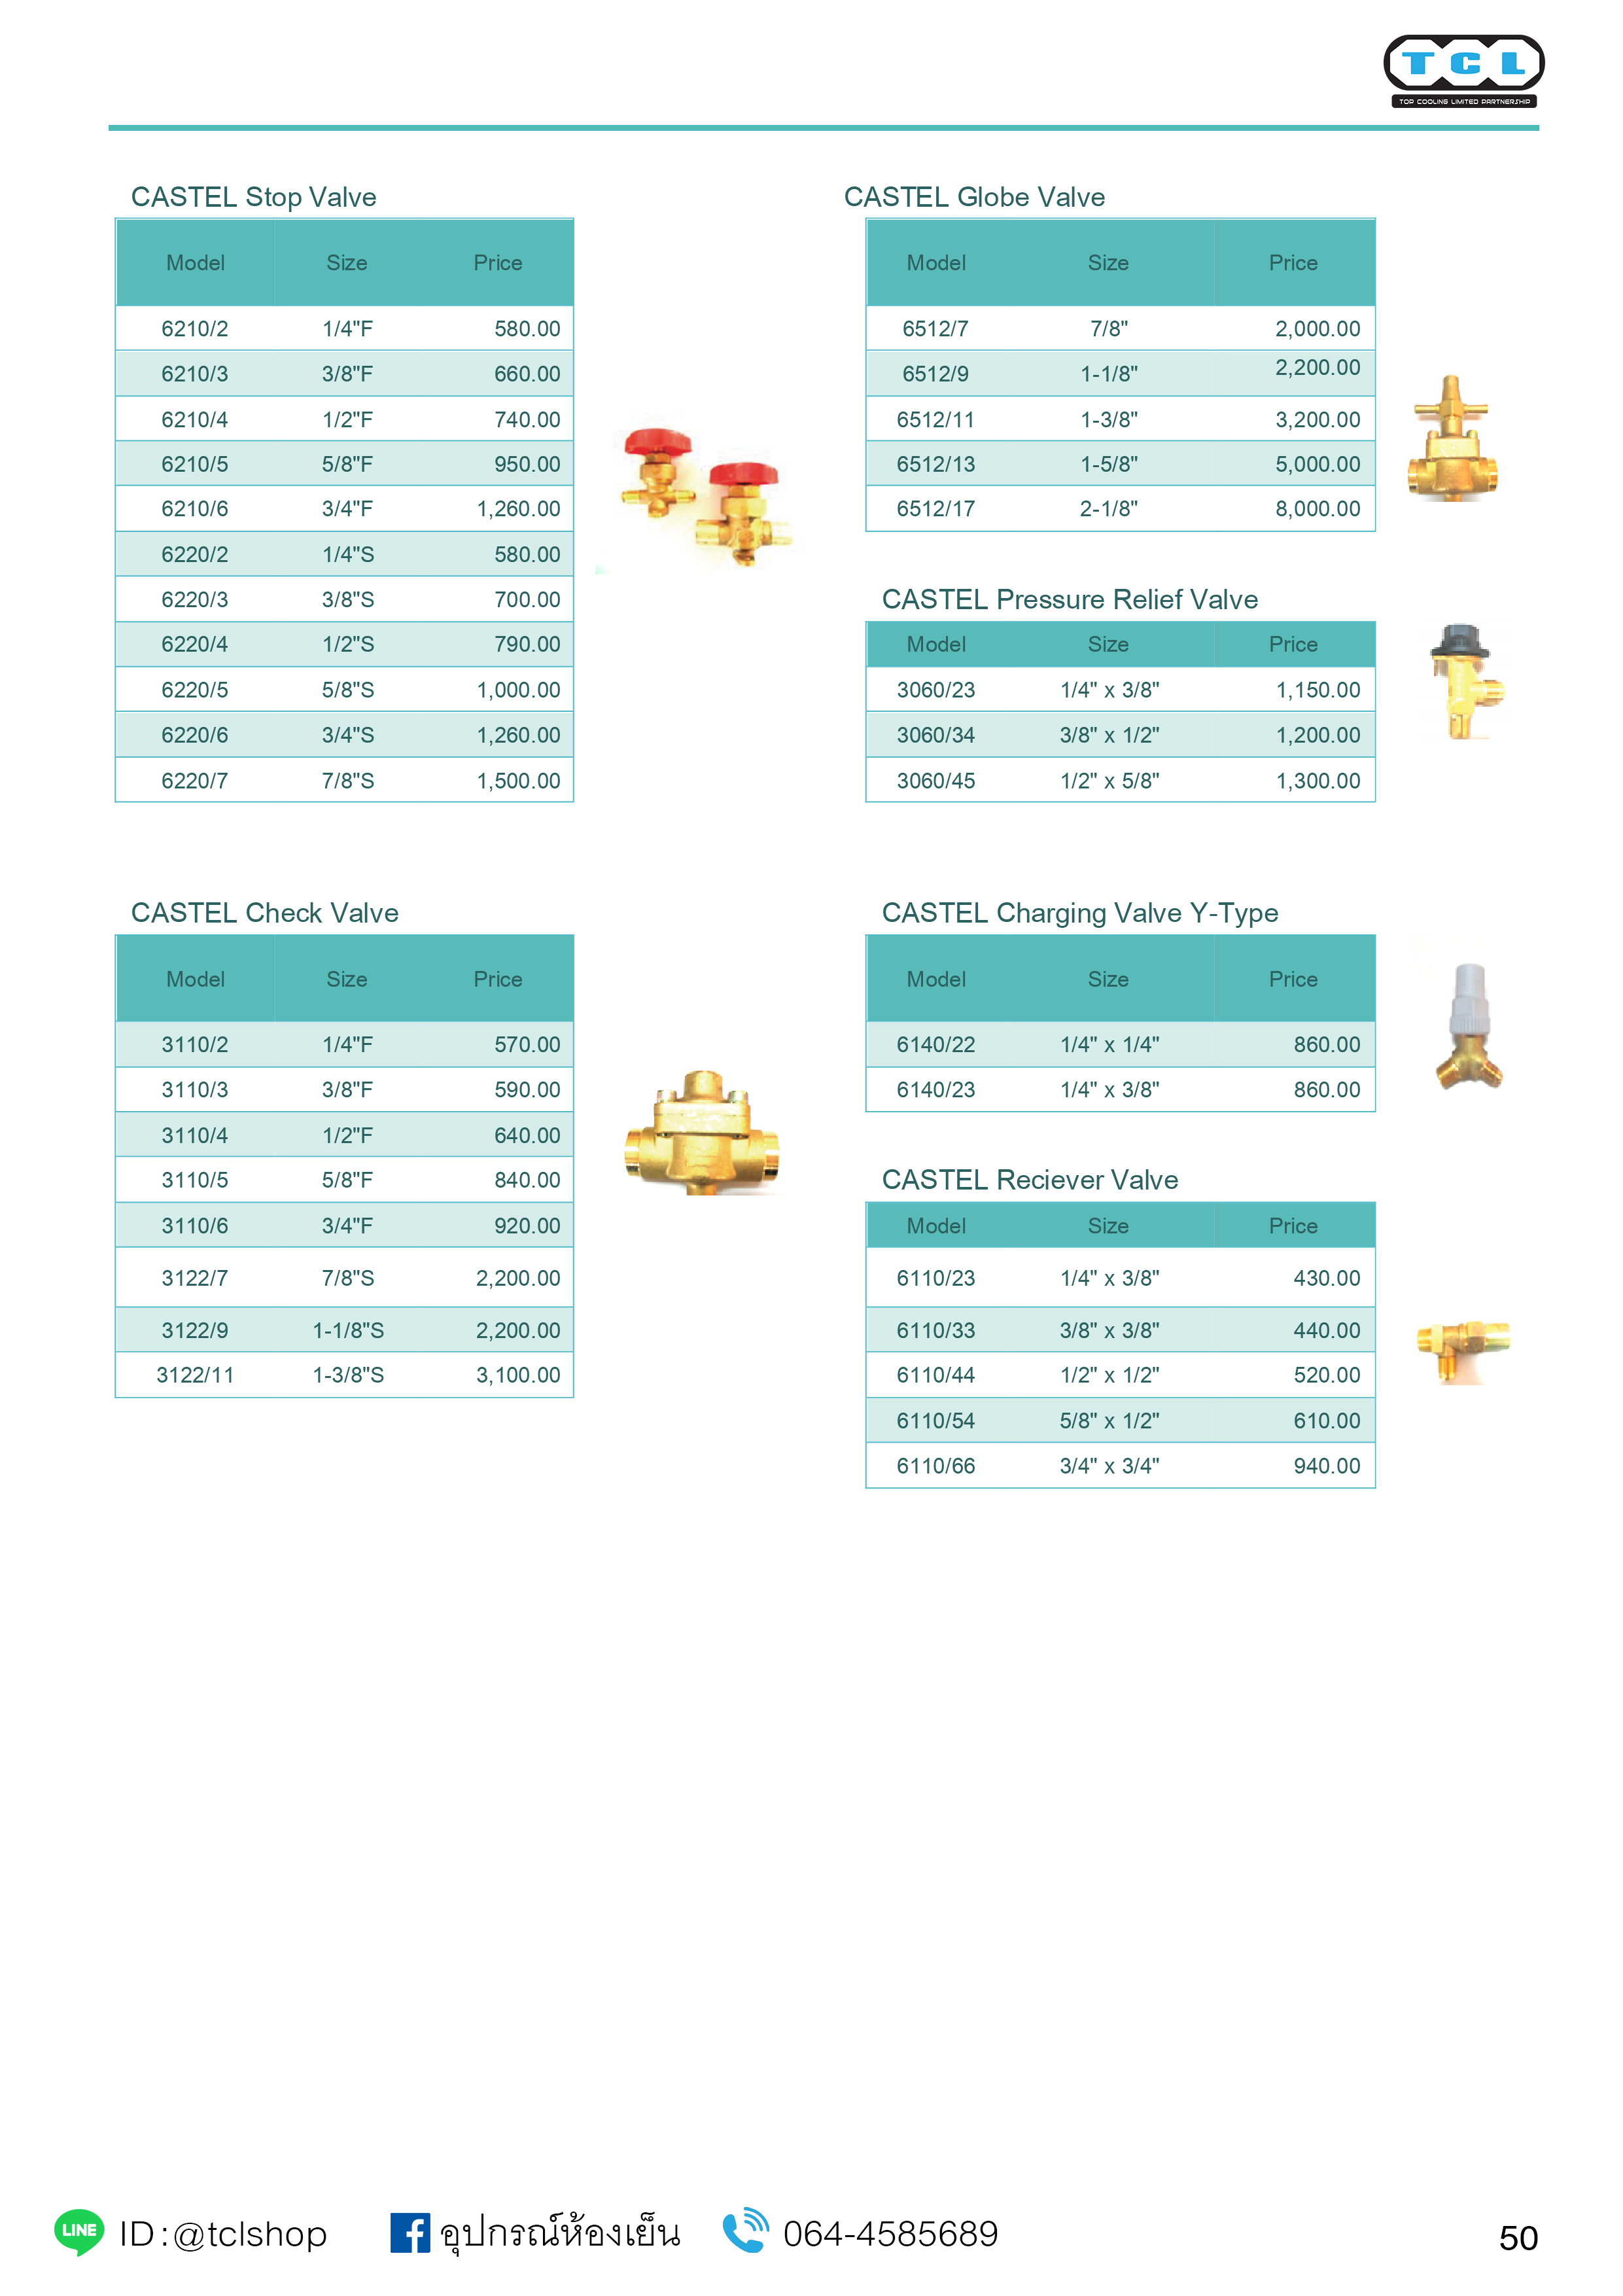 TCL
TOP COOLING LIMITED PARTNERSHIP
CASTEL Stop Valve
Model Size Price
6210/2 1/4"F 580.00
6210/3 3/8"F 660.00
6210/4 1/2"F 740.00
6210/5 5/8"F 950.00
6210/6 3/4"F 1,260.00
6220/2 1/4"S 580.00
6220/3 3/8"S 700.00
6220/4 1/2"S 790.00
6220/5 5/8"S 1,000.00
6220/6 3/4"S 1,260.00
6220/7 7/8"S 1,500.00
CASTEL Globe Valve
Model Size Price
6512/7 7/8" 2,000.00
6512/9 1-1/8" 2,200.00
6512/11 1-3/8" 3,200.00
6512/13 1-5/8" 5,000.00
6512/17 2-1/8" 8,000.00
CASTEL Pressure Relief Valve
Model Size Price
3060/23 1/4" x 3/8" 1,150.00
3060/34 3/8" x 1/2" 1,200.00
3060/45 1/2" x 5/8" 1,300.00
CASTEL Check Valve
Model Size Price
3110/2 1/4"F 570.00
3110/3 3/8"F 590.00
3110/4 1/2"F 640.00
3110/5 5/8"F 840.00
3110/6 3/4"F 920.00
3122/7 7/8"S 2,200.00
3122/9 1-1/8"S 2,200.00
3122/11 1-3/8"S 3,100.00
CASTEL Charging Valve Y-Type
Model Size Price
6140/22 1/4" x 1/4" 860.00
6140/23 1/4" x 3/8" 860.00
CASTEL Reciever Valve
Model Size Price
6110/23 1/4" x 3/8" 430.00
6110/33 3/8" x 3/8" 440.00
6110/44 1/2" x 1/2" 520.00
6110/54 5/8" x 1/2" 610.00
6110/66 3/4" x 3/4" 940.00
LINE ID : @tclshop f อุปกรณ์ห้องเย็น 064-4585689 50